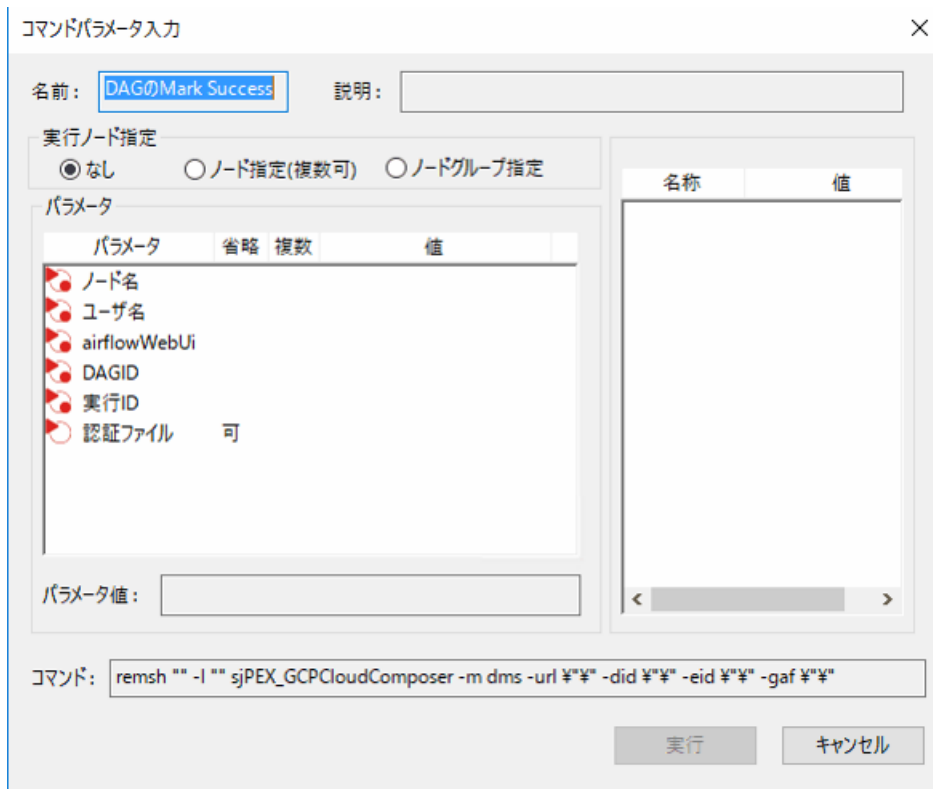 コマンドパラメータ入力
名前： DAGのMark Success 説明：
実行ノード指定
なし ノード指定(複数可) ノードグループ指定
パラメータ
パラメータ 省略 複数 値
ノード名
ユーザ名
airflowWebUi
DAGID
実行ID
認証ファイル 可
パラメータ値：
名称 値
コマンド： remsh "" -l "" sjPEX_GCPCloudComposer -m dms -url ¥"¥" -did ¥"¥" -eid ¥"¥" -gaf ¥"¥"
実行 キャンセル